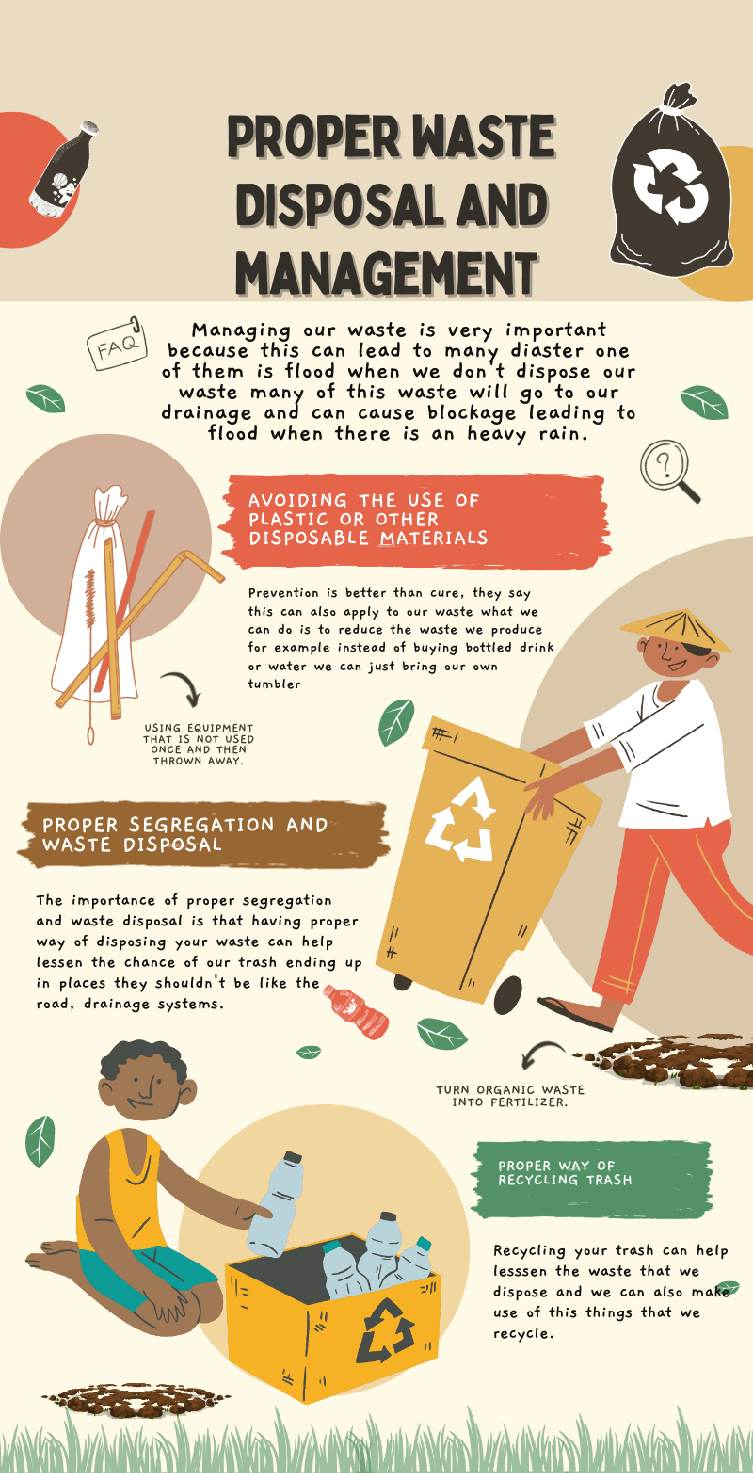 PROPER WASTE
DISPOSAL AND
MANAGEMENT
FAQ
Managing our waste is very important
because this can lead to many diaster one
of them is flood when we don't dispose our
waste many of this waste will go to our
drainage and can cause blockage leading to
flood when there is an heavy rain.
?
AVOIDING THE USE OF
PLASTIC OR OTHER
DISPOSABLE MATERIALS
Prevention is better than cure, they say
this can also apply to our waste what we
can do is to reduce the waste we produce
for example instead of buying bottled drink
or water we can just bring our own
tumbler
USING EQUIPMENT
THAT IS NOT USED
ONCE AND THEN
THROWN AWAY.
PROPER SEGREGATION AND
WASTE DISPOSAL
The importance of proper segregation
and waste disposal is that having proper
way of disposing your waste can help
lessen the chance of our trash ending up
in places they shouldn't be like the
road, drainage systems.
TURN ORGANIC WASTE
INTO FERTILIZER.
PROPER WAY OF
RECYCLING TRASH
Recycling your trash can help
lesssen the waste that we
dispose and we can also make
use of this things that we
recycle.